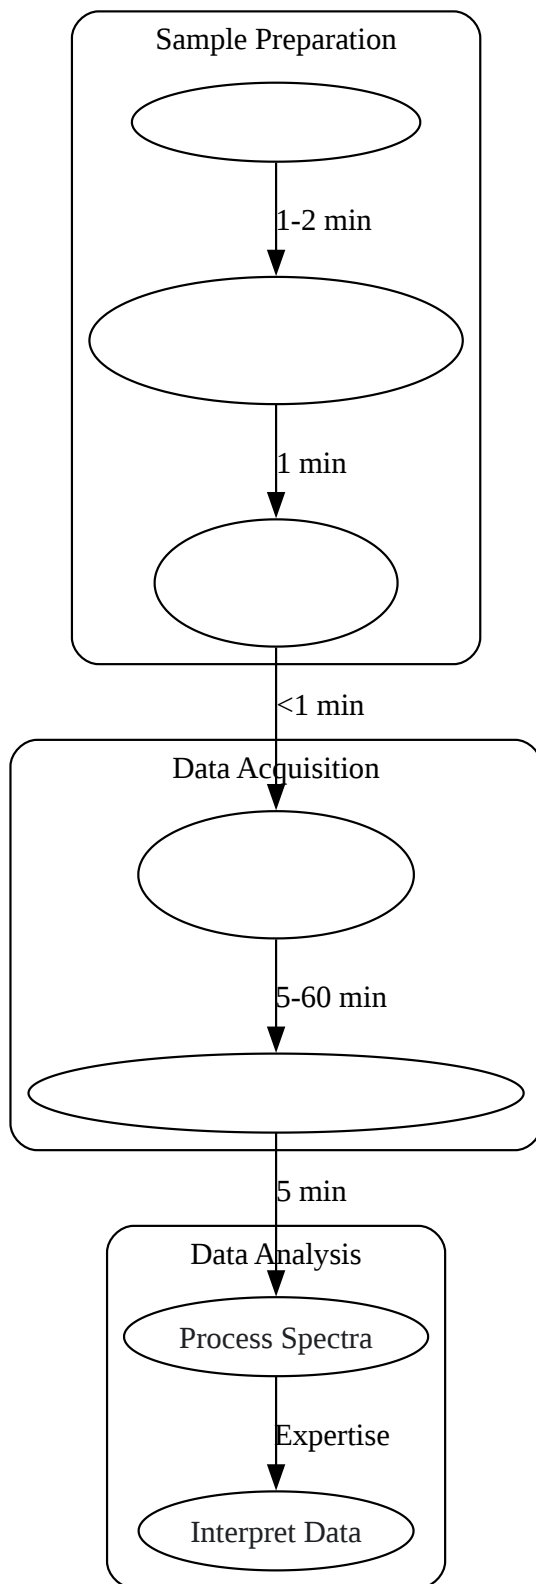 Sample Preparation
1-2 min
1 min
<1 min
Data Acquisition
5-60 min
5 min
Data Analysis
Process Spectra
Expertise
Interpret Data